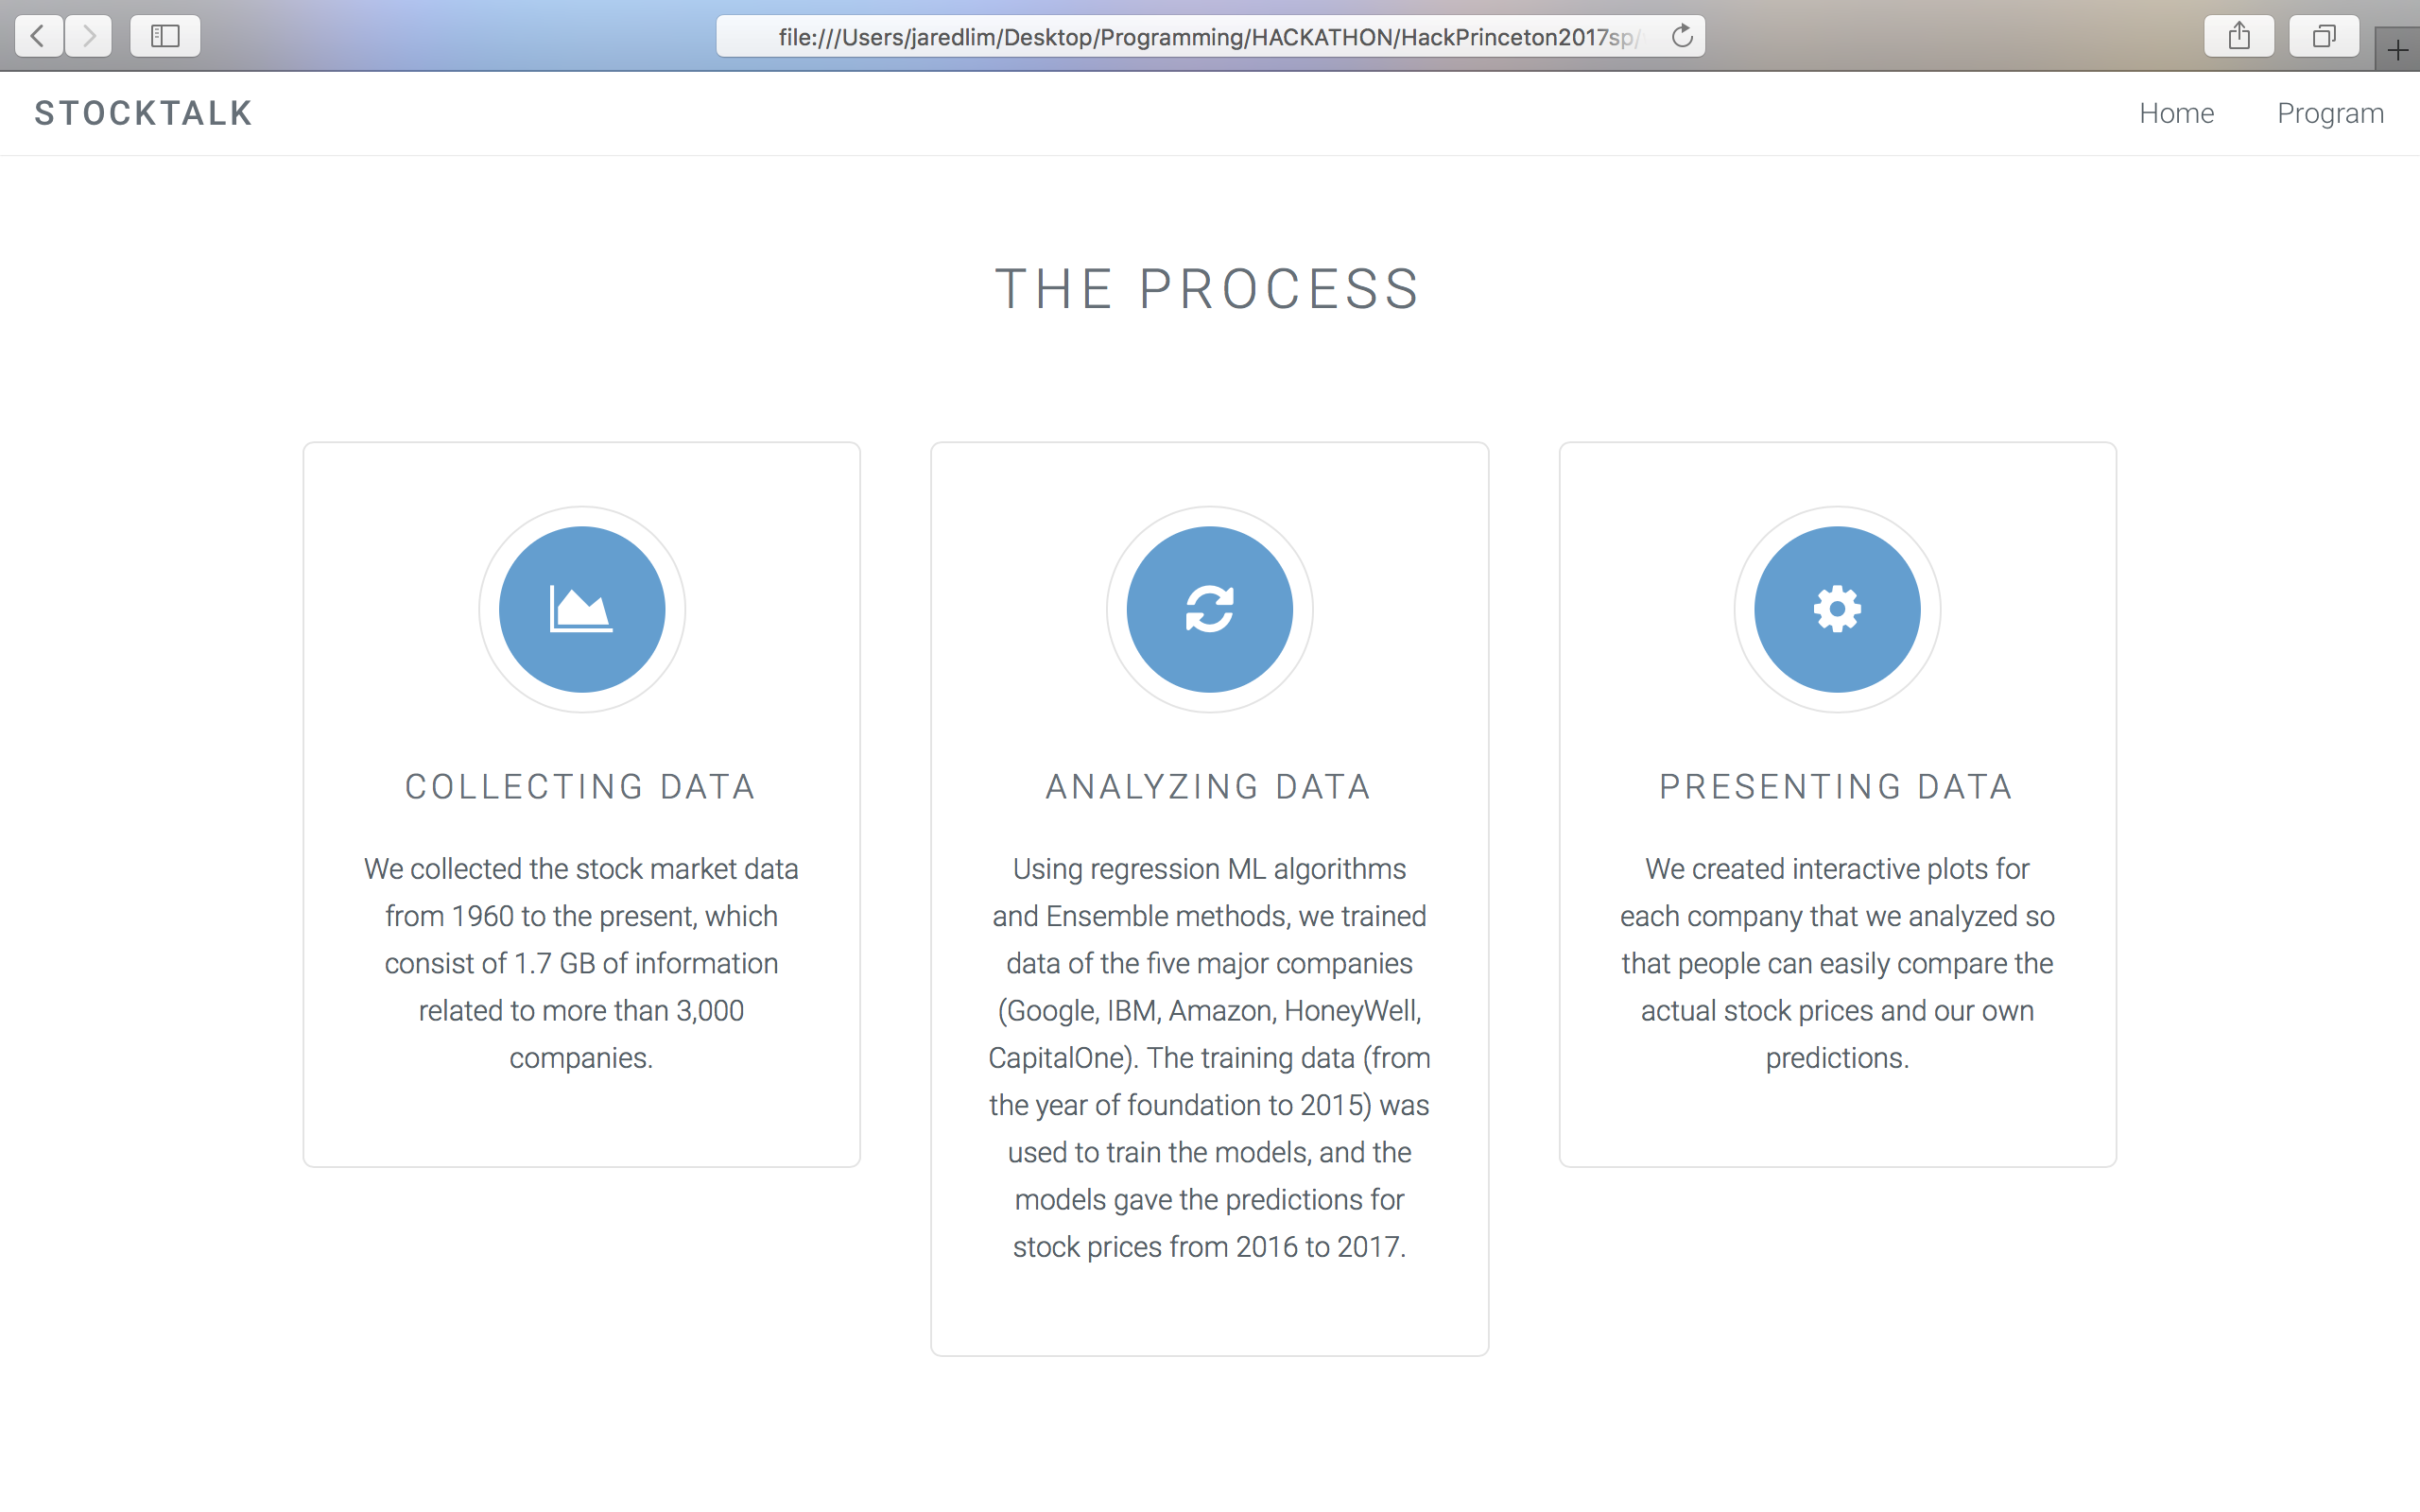 file:///Users/jaredlim/Desktop/Programming/HACKATHON/HackPrinceton2017sp/
STOCKTALK
Home
Program
THE PROCESS
COLLECTING DATA
We collected the stock market data
from 1960 to the present, which
consist of 1.7 GB of information
related to more than 3,000
companies.
ANALYZING DATA
Using regression ML algorithms
and Ensemble methods, we trained
data of the five major companies
(Google, IBM, Amazon, HoneyWell,
CapitalOne). The training data (from
the year of foundation to 2015) was
used to train the models, and the
models gave the predictions for
stock prices from 2016 to 2017.
PRESENTING DATA
We created interactive plots for
each company that we analyzed so
that people can easily compare the
actual stock prices and our own
predictions.